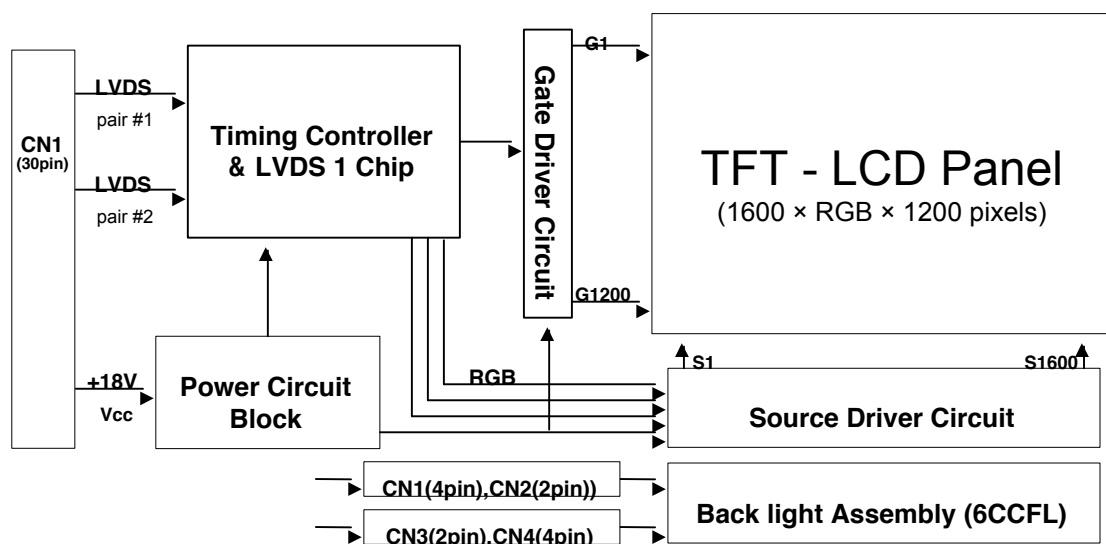 CN1
(30pin)
LVDS
pair #1
LVDS
pair #2
+18V
Vcc
Timing Controller
& LVDS 1 Chip
Power Circuit
Block
Gate Driver Circuit
G1
G1200
TFT - LCD Panel
(1600 × RGB × 1200 pixels)
RGB
S1
S1600
Source Driver Circuit
CN1(4pin),CN2(2pin))
CN3(2pin),CN4(4pin)
Back light Assembly (6CCFL)